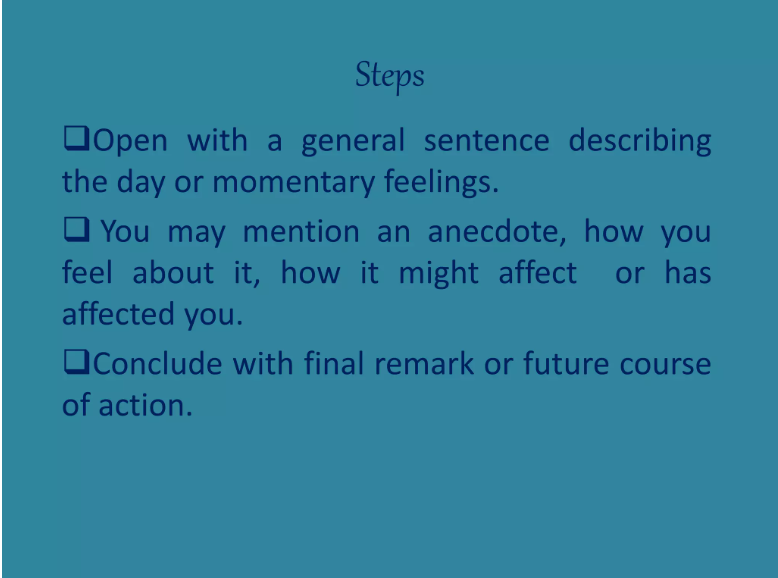 Steps
❑Open with a general sentence describing
the day or momentary feelings.
❑ You may mention an anecdote, how you
feel about it, how it might affect or has
affected you.
❑Conclude with final remark or future course
of action.